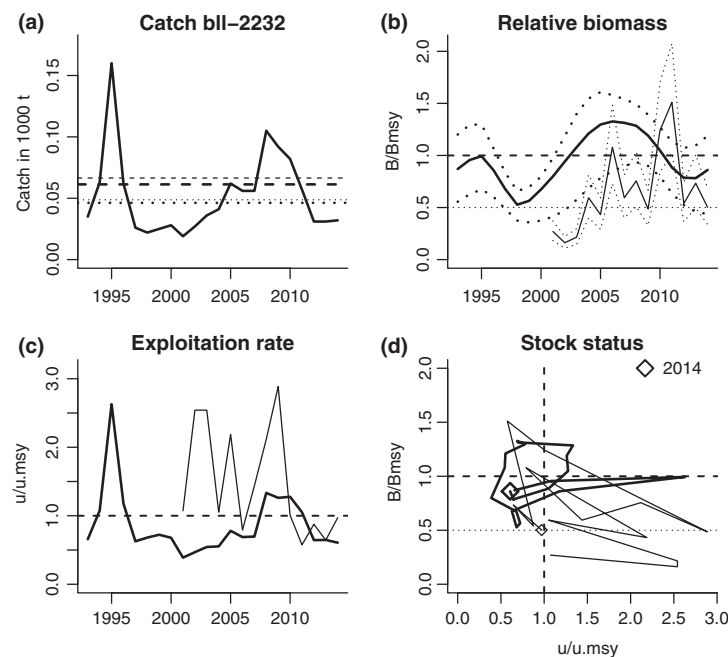 (a) Catch bll−2232
Catch in 1000 t
0.15
0.10
0.05
0.00
1995 2000 2005 2010
(b) Relative biomass
B/Bmsy
2.0
1.5
1.0
0.5
0.0
1995 2000 2005 2010
(c) Exploitation rate
u/u.msy
3.0
2.0
1.0
0.0
1995 2000 2005 2010
(d) Stock status
2014
B/Bmsy
2.0
1.5
1.0
0.5
0.0
0.0 0.5 1.0 1.5 2.0 2.5 3.0
u/u.msy